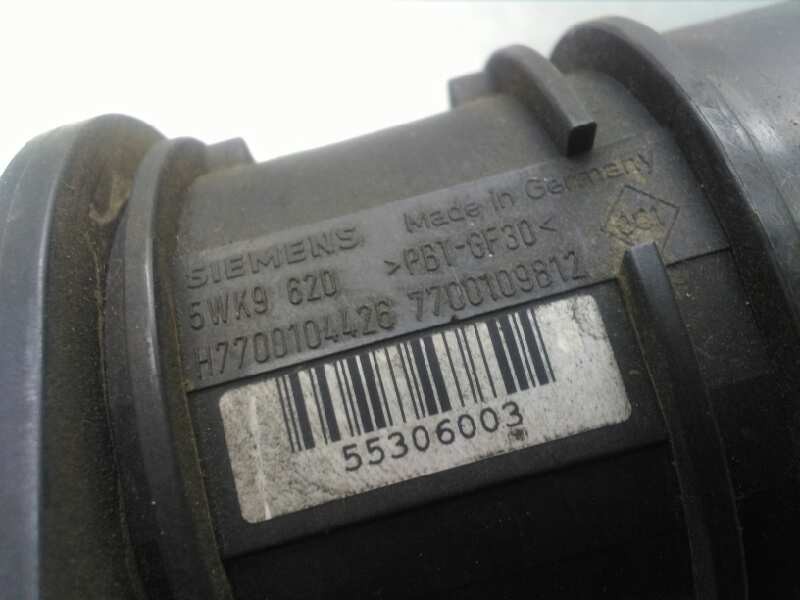 SIEMENS Made in Germany
5WK9 620 >PBT-GF30<
H7700104426 7700109812
55306003